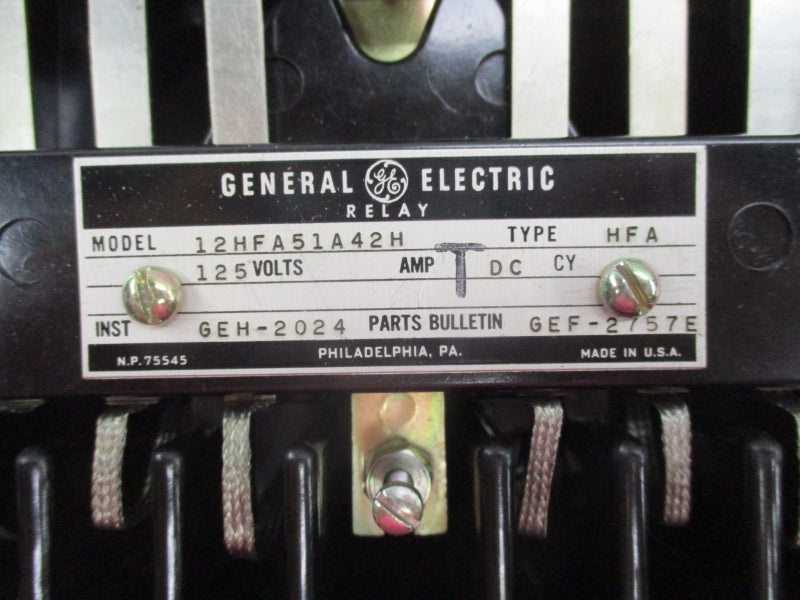 GENERAL GE ELECTRIC
RELAY
MODEL 12HFA51A42H TYPE HFA
125 VOLTS AMP T DC CY
INST GEH-2024 PARTS BULLETIN GEF-2757E
N.P. 75545 PHILADELPHIA, PA. MADE IN U.S.A.